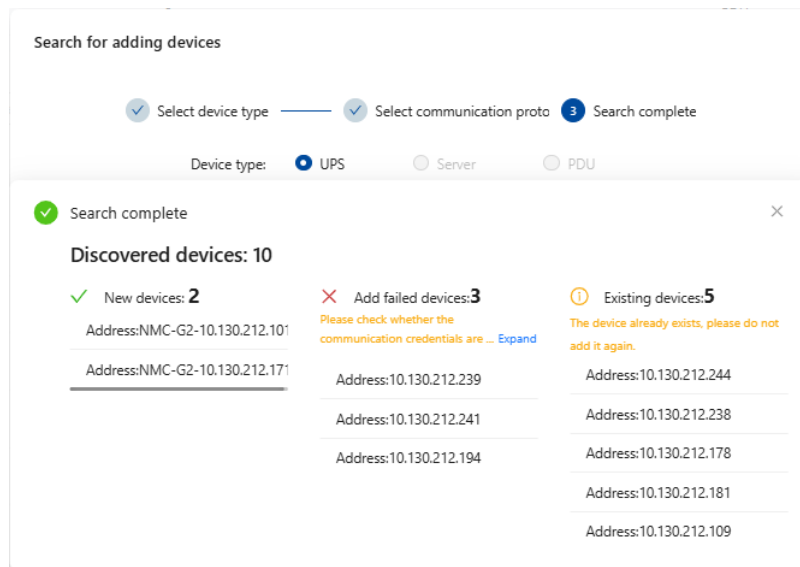 Search for adding devices
Select device type
Select communication proto
3 Search complete
Device type: UPS Server PDU
Search complete
Discovered devices: 10
New devices: 2
Address:NMC-G2-10.130.212.101
Address:NMC-G2-10.130.212.171
Add failed devices:3
Please check whether the
communication credentials are ... Expand
Address:10.130.212.239
Address:10.130.212.241
Address:10.130.212.194
Existing devices:5
The device already exists, please do not
add it again.
Address:10.130.212.244
Address:10.130.212.238
Address:10.130.212.178
Address:10.130.212.181
Address:10.130.212.109